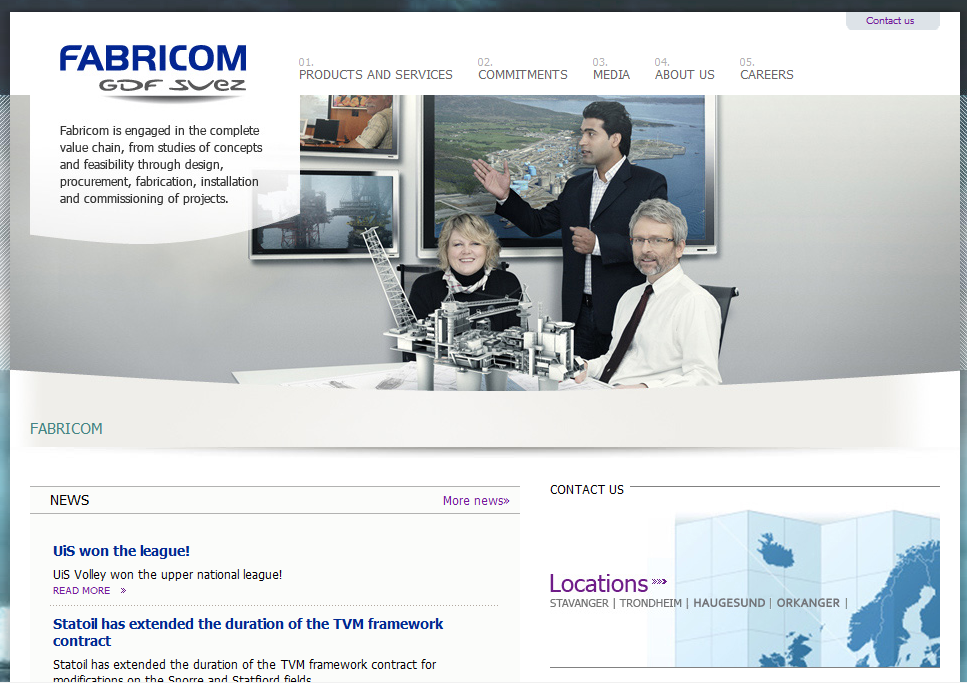 Contact us
FABRICOM
GDF SUEZ
01.
PRODUCTS AND SERVICES
02.
COMMITMENTS
03.
MEDIA
04.
ABOUT US
05.
CAREERS
Fabricom is engaged in the complete
value chain, from studies of concepts
and feasibility through design,
procurement, fabrication, installation
and commissioning of projects.
FABRICOM
NEWS
More news»
UiS won the league!
UiS Volley won the upper national league!
READ MORE »
Statoil has extended the duration of the TVM framework
contract
Statoil has extended the duration of the TVM framework contract for
modifications on the Snorre and Statfjord fields.
CONTACT US
Locations »»
STAVANGER | TRONDHEIM | HAUGESUND | ORKANGER |